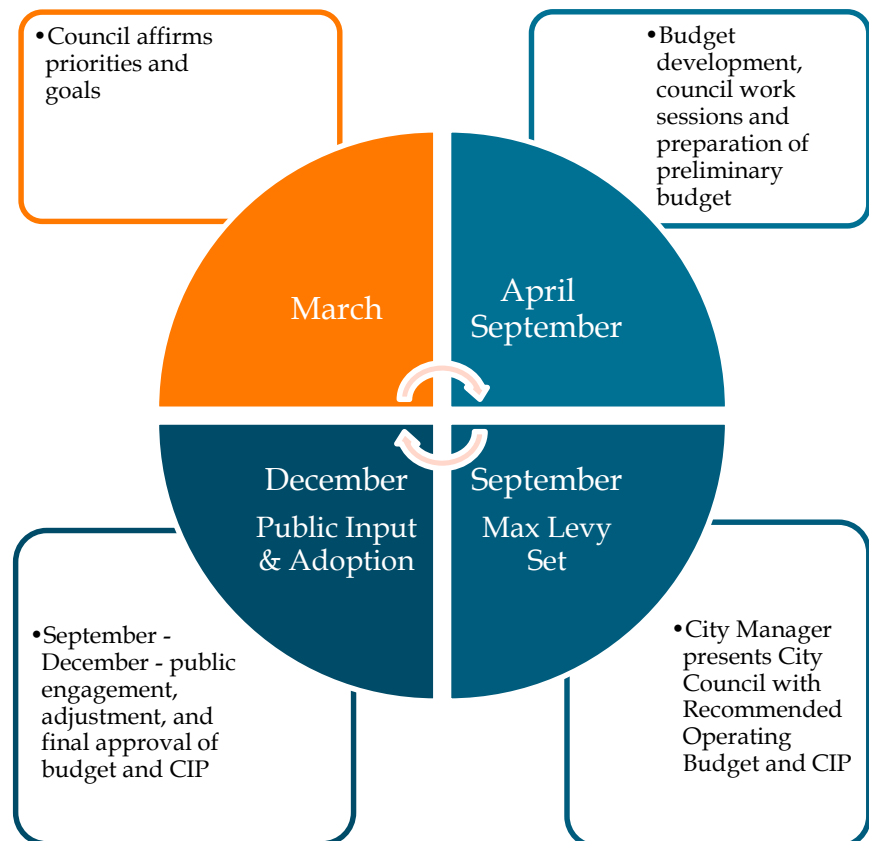 •Council affirms
priorities and
goals
•Budget
development,
council work
sessions and
preparation of
preliminary
budget
March
April
September
December
Public Input
& Adoption
September
Max Levy
Set
•September -
December - public
engagement,
adjustment, and
final approval of
budget and CIP
•City Manager
presents City
Council with
Recommended
Operating
Budget and CIP